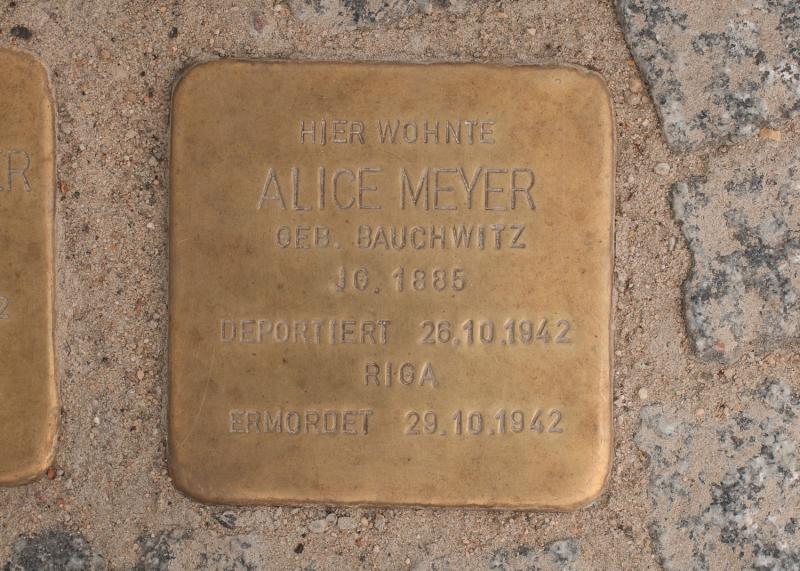 HIER WOHNTE
ALICE MEYER
GEB. BAUCHWITZ
JG. 1885
DEPORTIERT 26.10.1942
RIGA
ERMORDET 29.10.1942